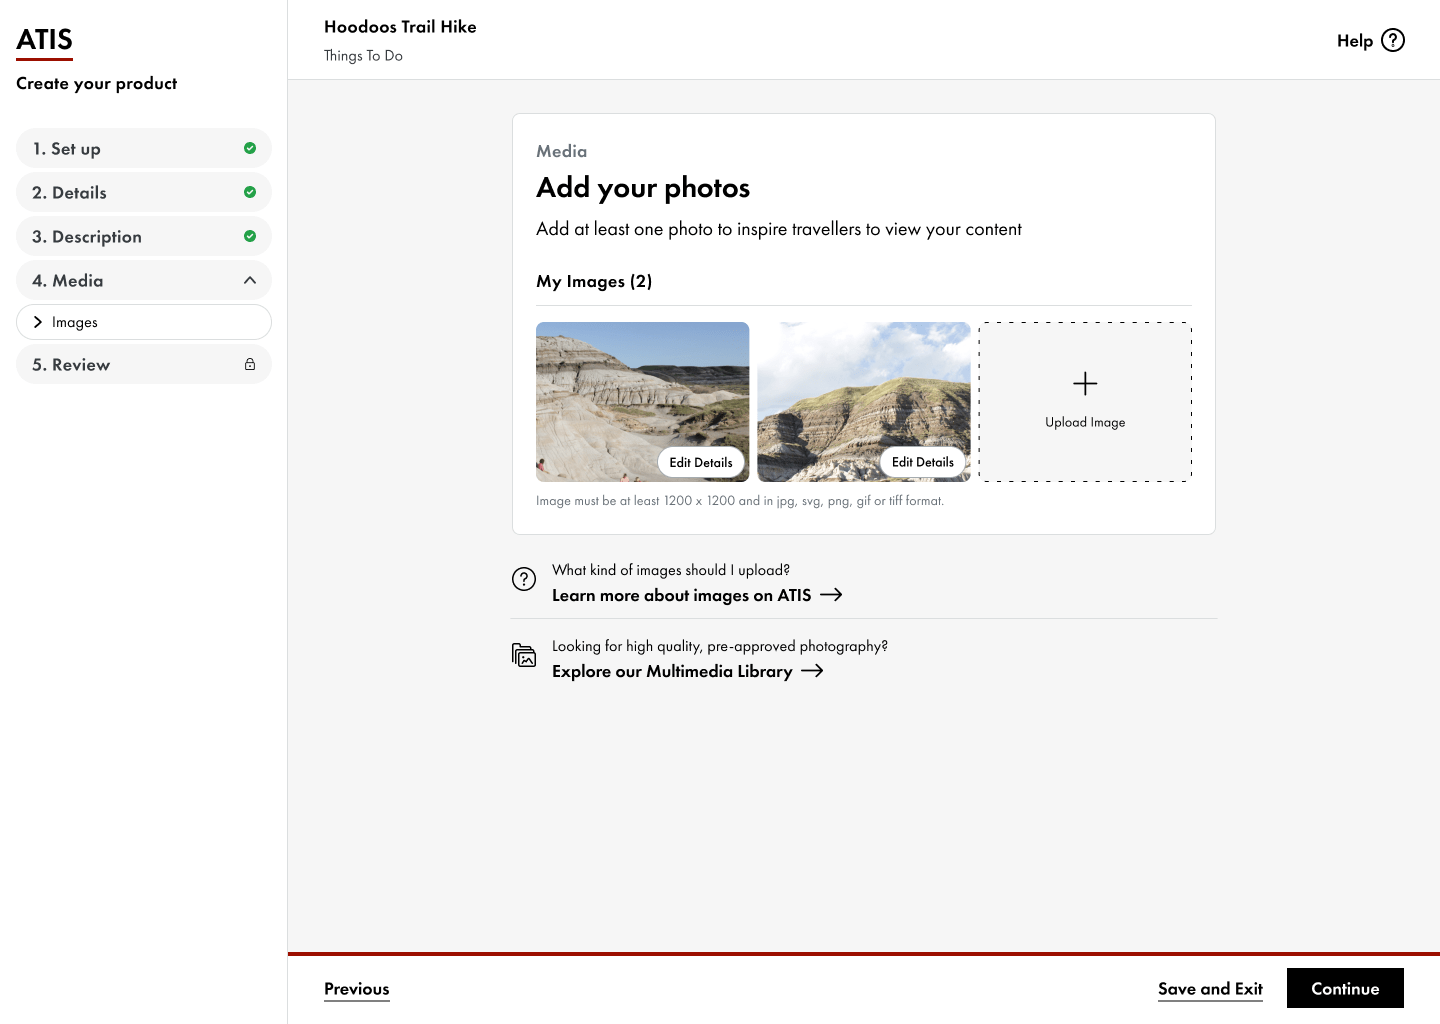 ATIS
Create your product
1. Set up
2. Details
3. Description
4. Media
Images
5. Review
Hoodoos Trail Hike
Things To Do
Help
Media
Add your photos
Add at least one photo to inspire travellers to view your content
My Images (2)
Edit Details
Edit Details
Upload Image
Image must be at least 1200 x 1200 and in jpg, svg, png, gif or tiff format.
What kind of images should I upload?
Learn more about images on ATIS
Looking for high quality, pre-approved photography?
Explore our Multimedia Library
Previous
Save and Exit
Continue